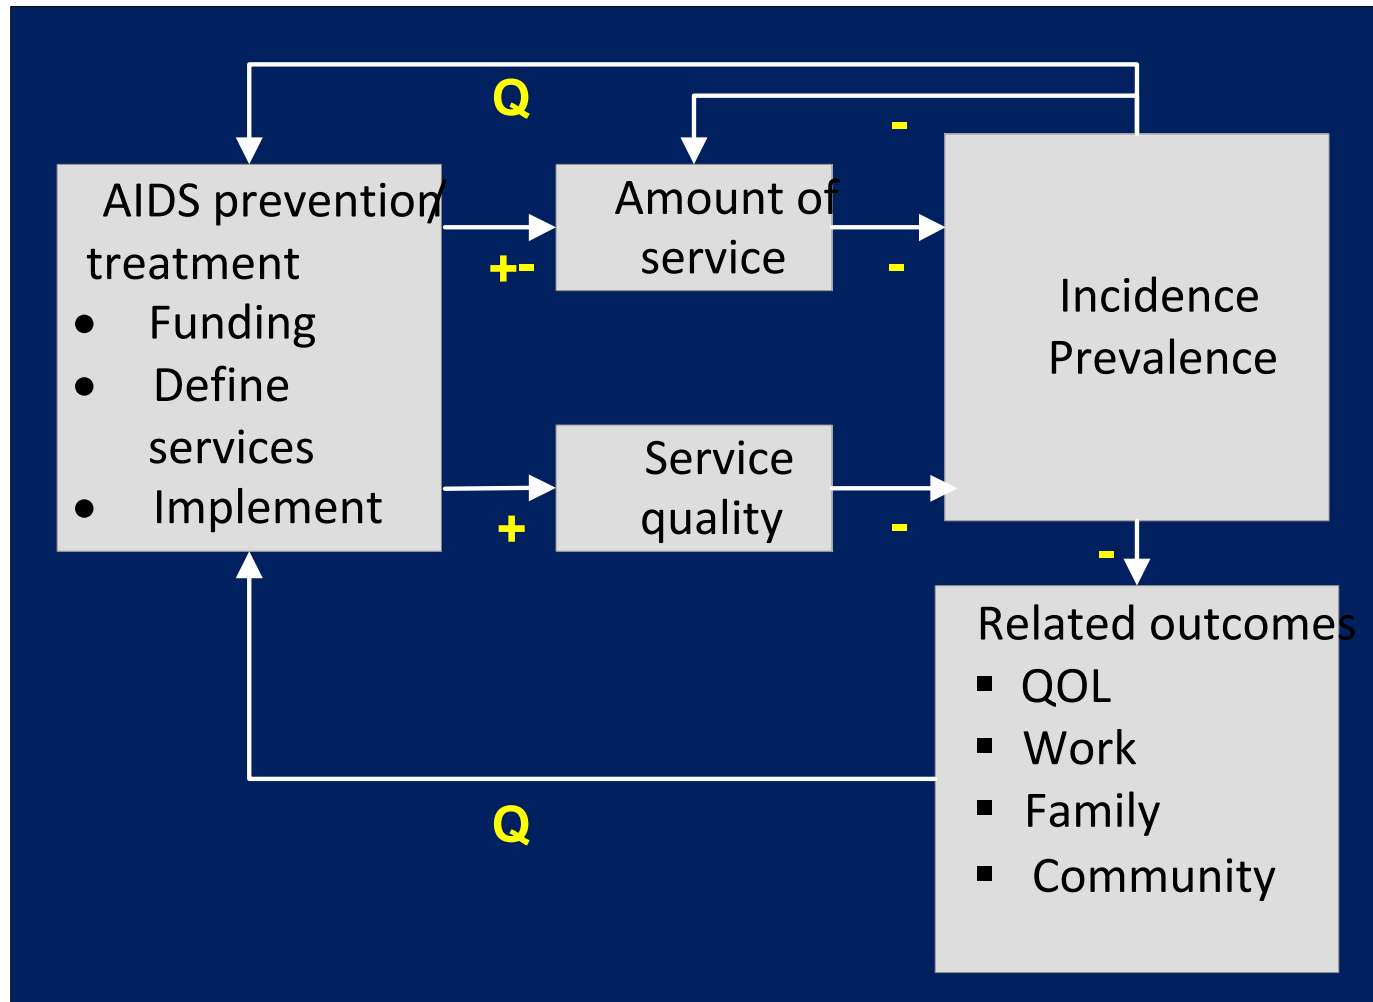 Q
-
AIDS prevention/
treatment
• Funding
• Define
services
• Implement
+-
Amount of
service
-
Incidence
Prevalence
+
Service
quality
-
-
Related outcomes
▪ QOL
▪ Work
▪ Family
▪ Community
Q